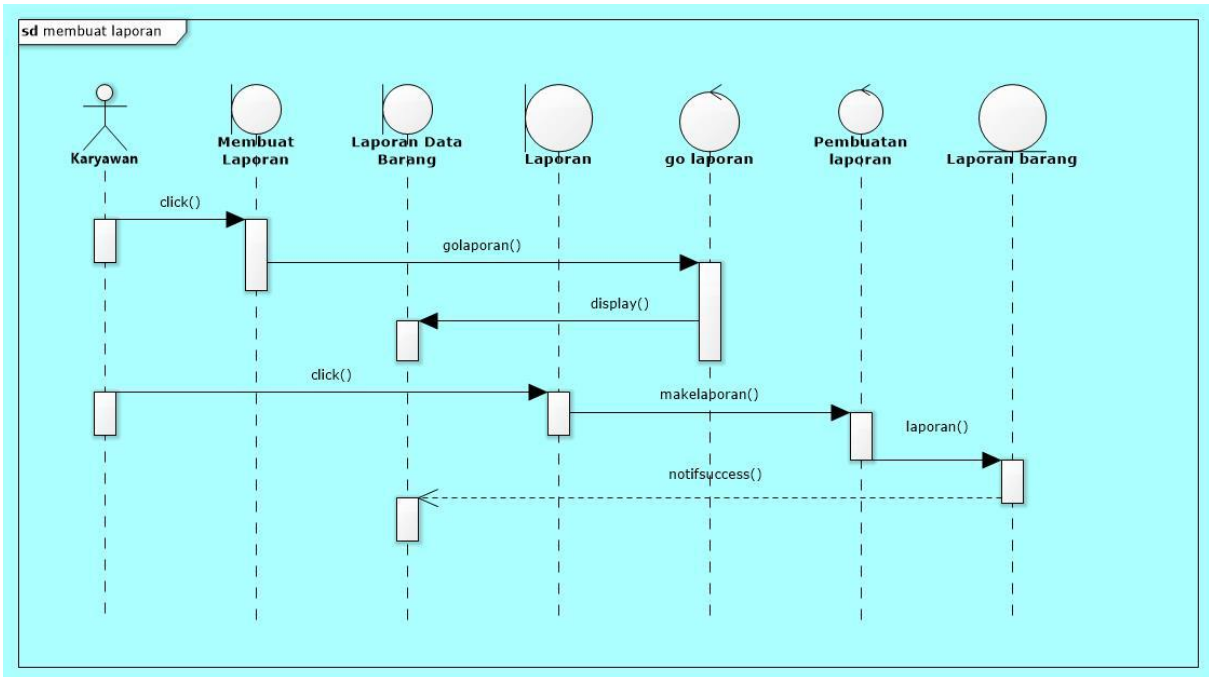 sd membuat laporan
Karyawan
Membuat
Laporan
Laporan Data
Barang
Laporan
go laporan
Pembuatan
laporan
Laporan barang
click()
golaporan()
display()
click()
makelaporan()
laporan()
notifsuccess()